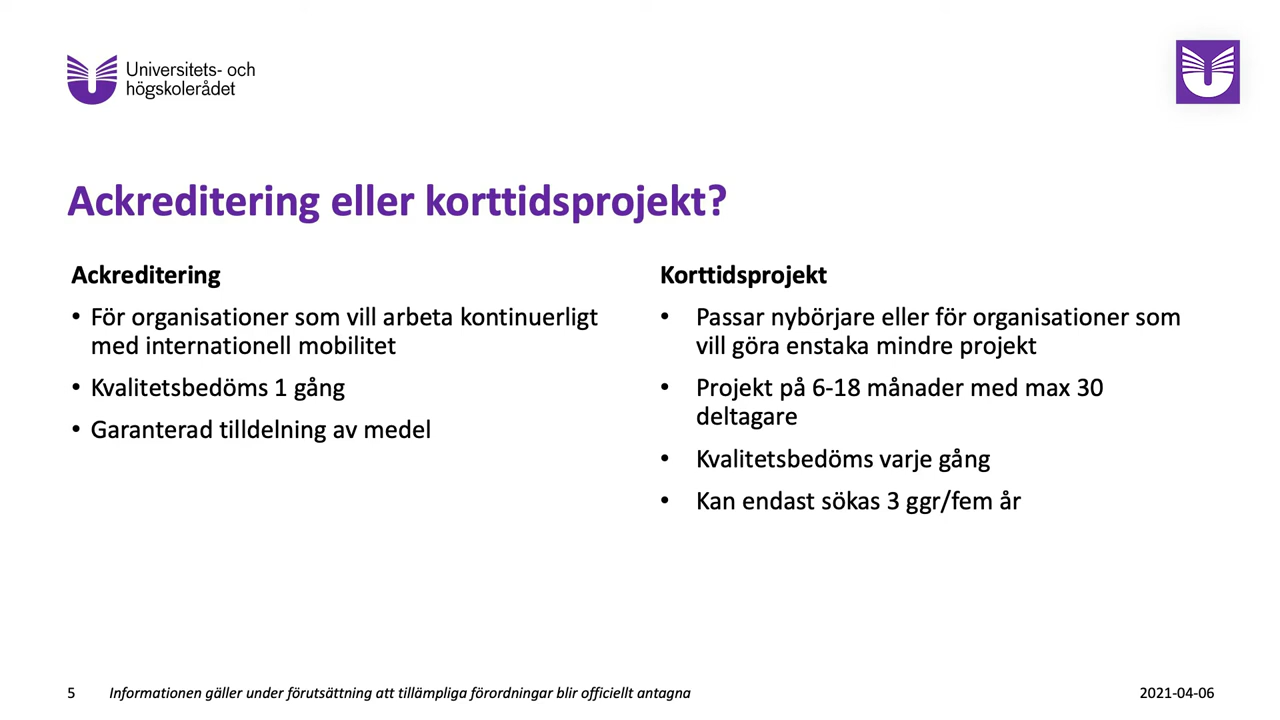 Universitets- och
högskolerådet
Ackreditering eller korttidsprojekt?
Ackreditering
• För organisationer som vill arbeta kontinuerligt
med internationell mobilitet
• Kvalitetsbedöms 1 gång
• Garanterad tilldelning av medel
Korttidsprojekt
• Passar nybörjare eller för organisationer som
vill göra enstaka mindre projekt
• Projekt på 6-18 månader med max 30
deltagare
• Kvalitetsbedöms varje gång
• Kan endast sökas 3 ggr/fem år
5 Informationen gäller under förutsättning att tillämpliga förordningar blir officiellt antagna 2021-04-06